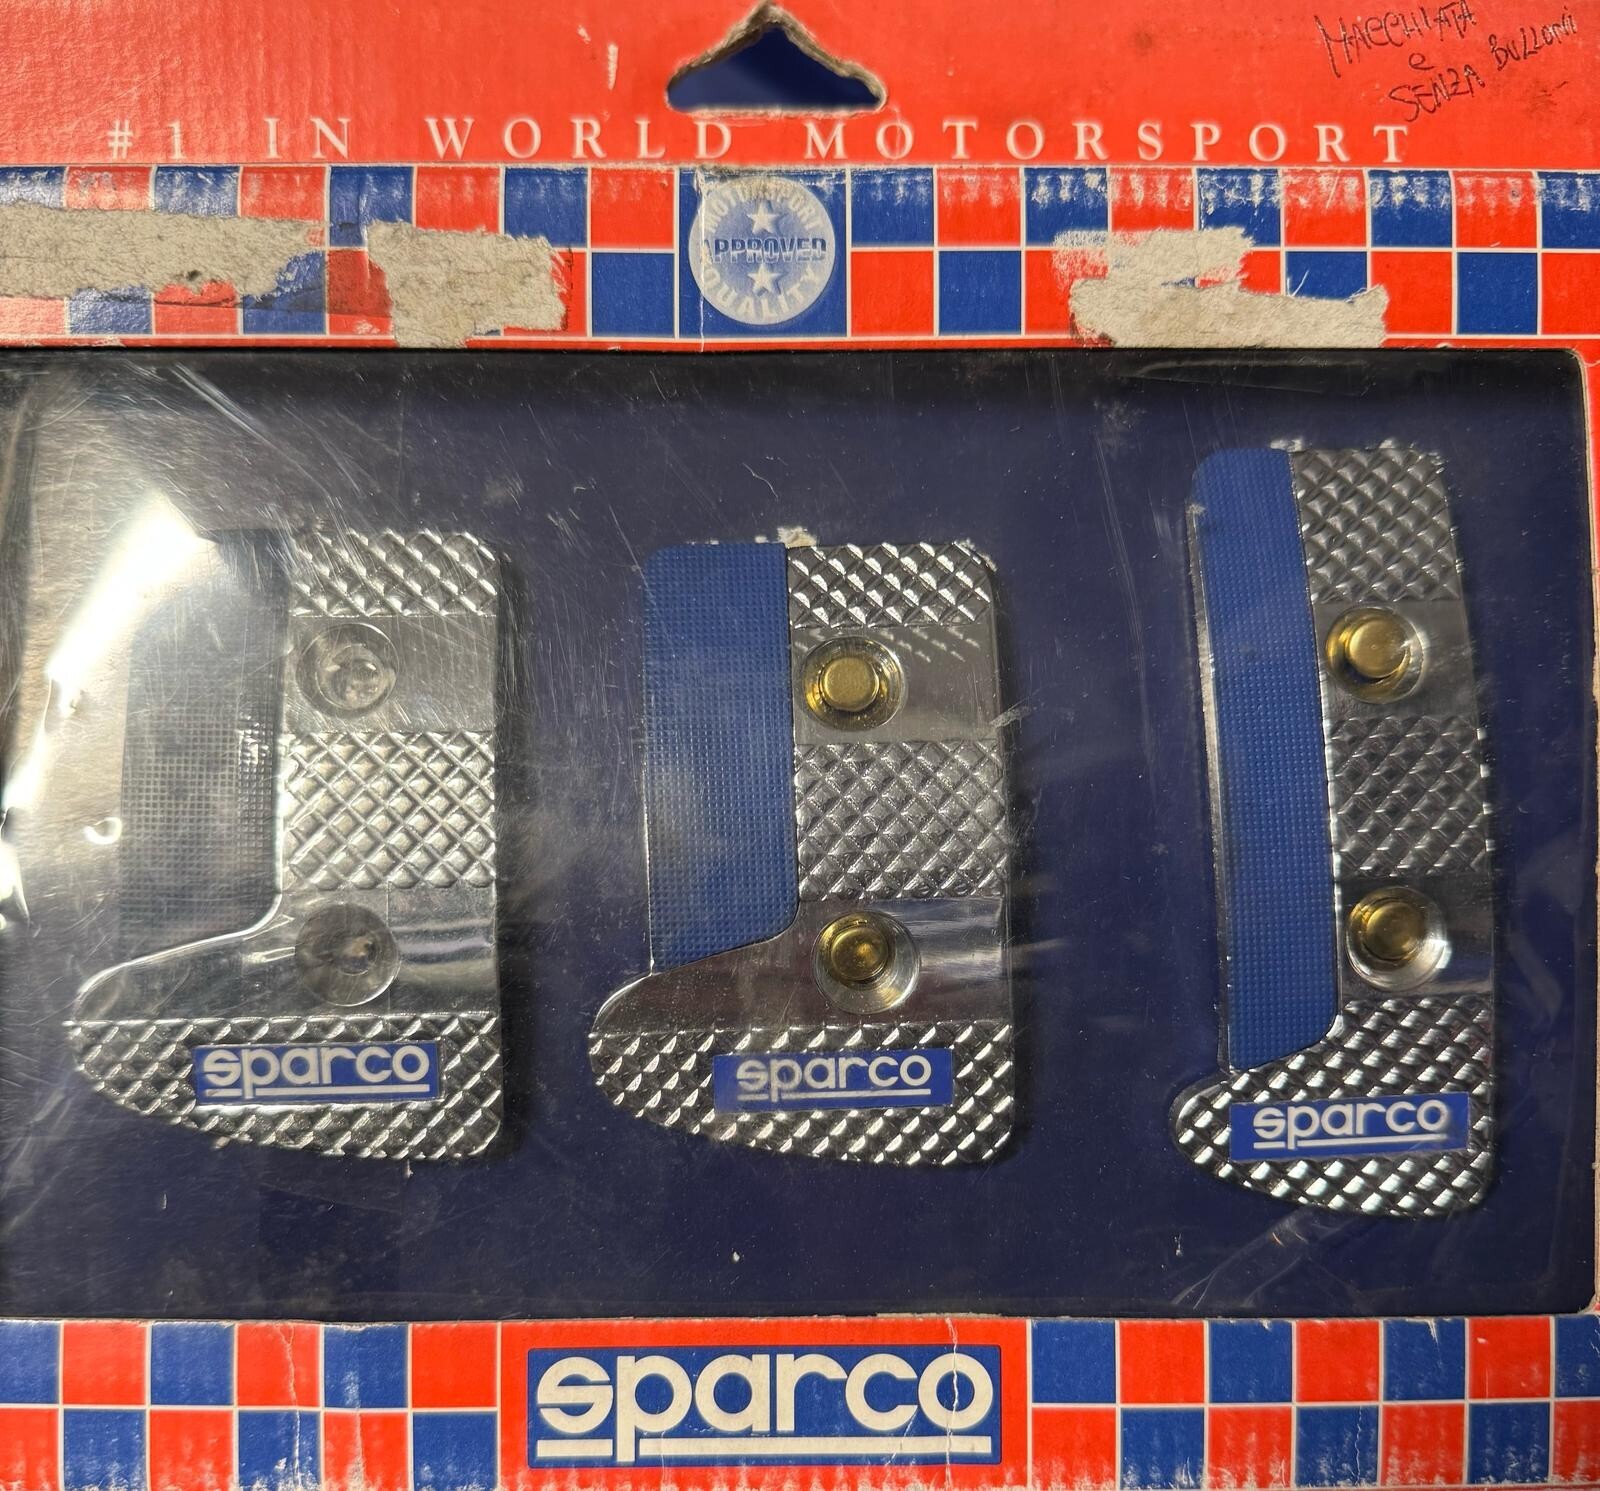 MACCHIATA
e
SENZA BULLONI
#1 IN WORLD MOTORSPORT
MOTORSPORT
APPROVED
QUALITY
sparco
sparco
sparco
sparco